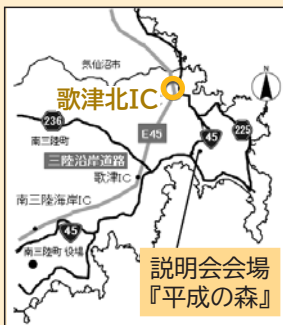 気仙沼市
歌津北IC
236
南三陸町
E45
45
225
三陸沿岸道路
歌津IC
南三陸海岸IC
45
南三陸町 役場
説明会会場
『平成の森』